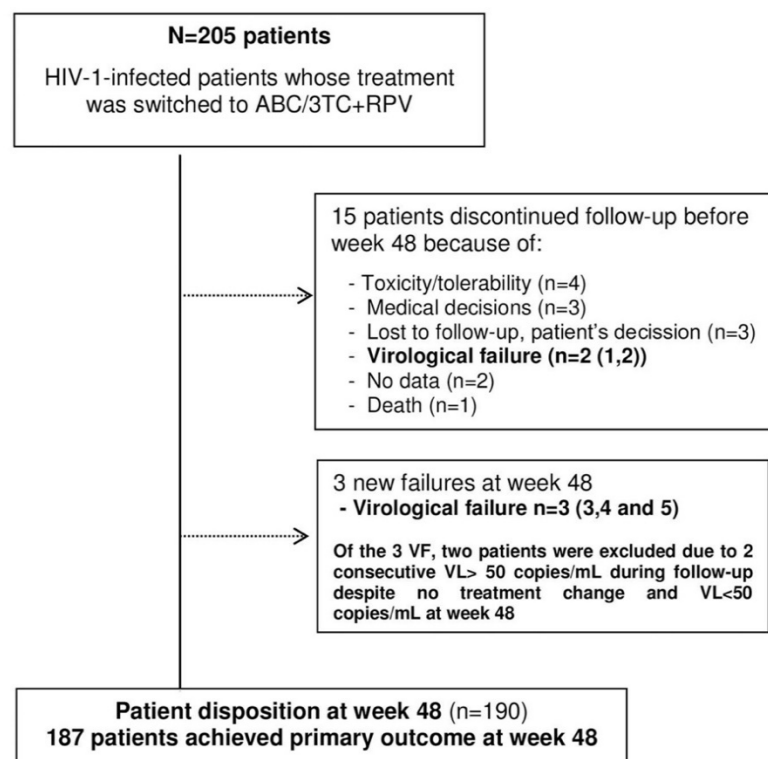 N=205 patients
HIV-1-infected patients whose treatment
was switched to ABC/3TC+RPV
15 patients discontinued follow-up before
week 48 because of:
- Toxicity/tolerability (n=4)
- Medical decisions (n=3)
- Lost to follow-up, patient's decission (n=3)
- Virological failure (n=2 (1,2))
- No data (n=2)
- Death (n=1)
3 new failures at week 48
- Virological failure n=3 (3,4 and 5)
Of the 3 VF, two patients were excluded due to 2
consecutive VL> 50 copies/mL during follow-up
despite no treatment change and VL<50
copies/mL at week 48
Patient disposition at week 48 (n=190)
187 patients achieved primary outcome at week 48